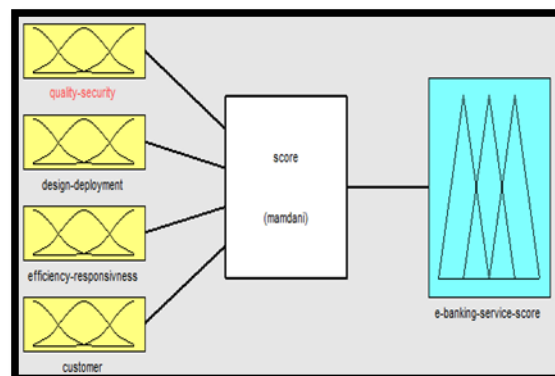 quality-security
design-deployment
efficiency-responsivness
customer
score
(mamdani)
e-banking-service-score